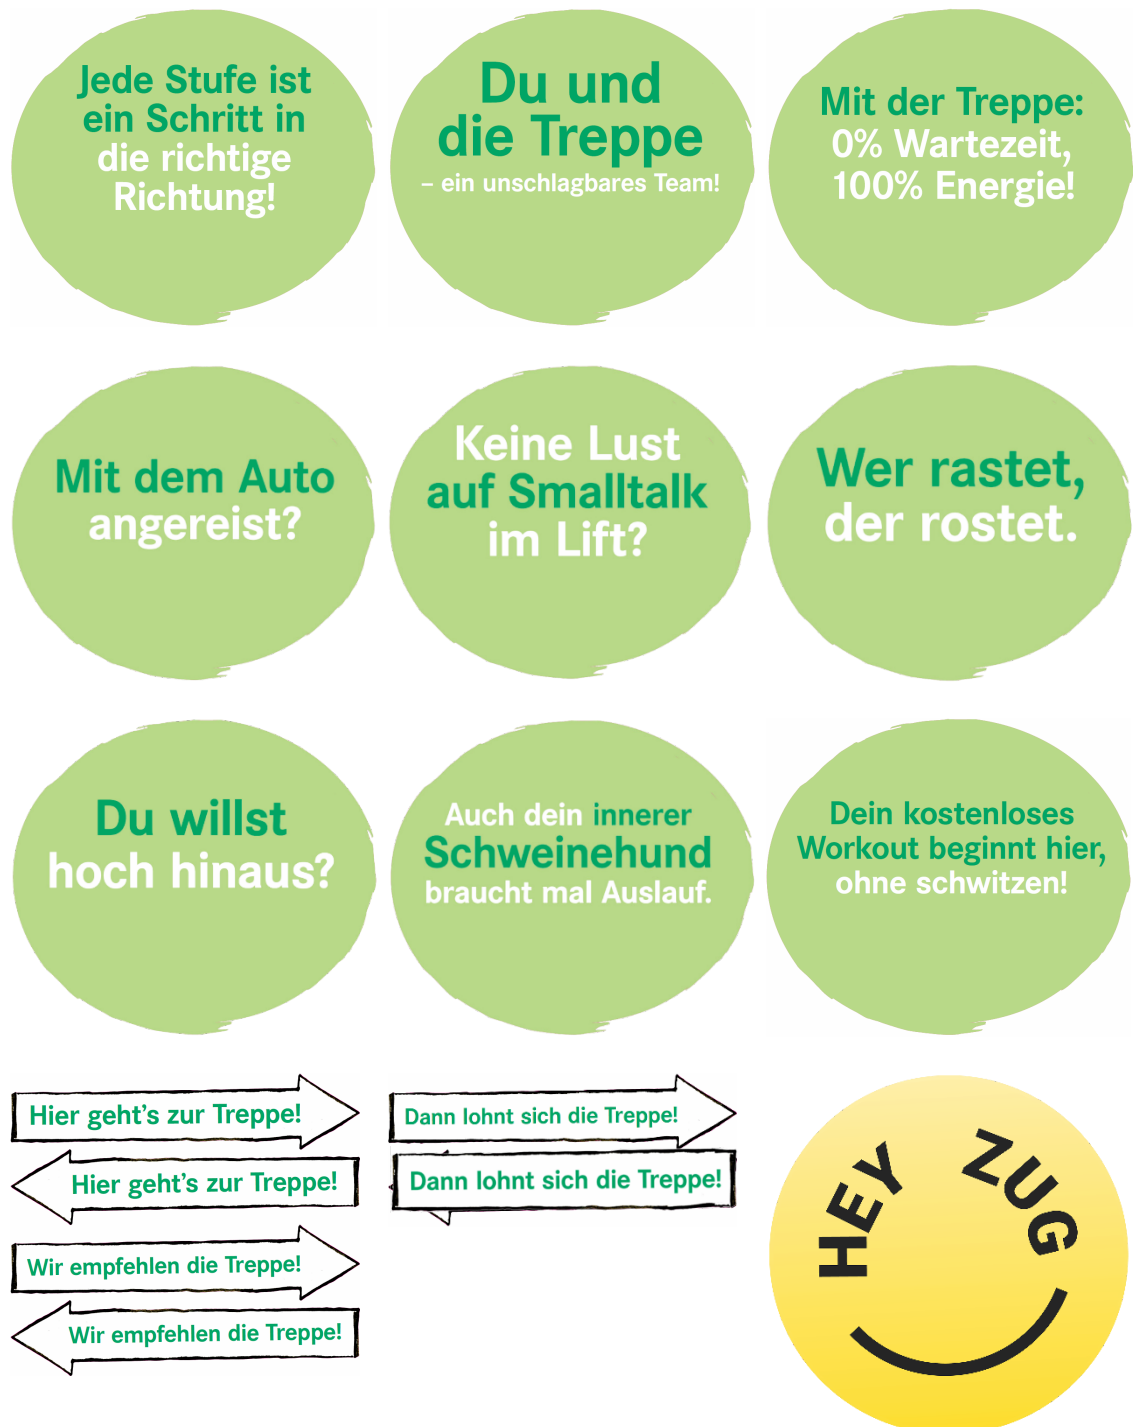 Jede Stufe ist
ein Schritt in
die richtige
Richtung!
Du und
die Treppe
– ein unschlagbares Team!
Mit der Treppe:
0% Wartezeit,
100% Energie!
Mit dem Auto
angereist?
Keine Lust
auf Smalltalk
im Lift?
Wer rastet,
der rostet.
Du willst
hoch hinaus?
Auch dein innerer
Schweinehund
braucht mal Auslauf.
Dein kostenloses
Workout beginnt hier,
ohne schwitzen!
Hier geht's zur Treppe!
Hier geht's zur Treppe!
Wir empfehlen die Treppe!
Wir empfehlen die Treppe!
Dann lohnt sich die Treppe!
Dann lohnt sich die Treppe!
HEY ZUG